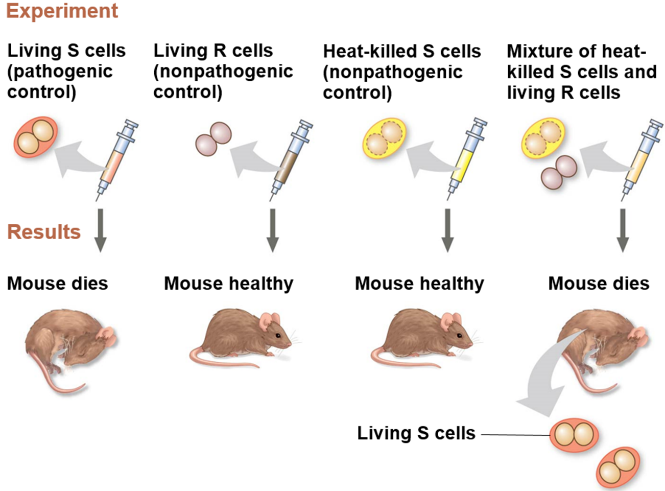 Experiment
Living S cells
(pathogenic
control)
Living R cells
(nonpathogenic
control)
Heat-killed S cells
(nonpathogenic
control)
Mixture of heat-
killed S cells and
living R cells
Results
Mouse dies
Mouse healthy
Mouse healthy
Mouse dies
Living S cells